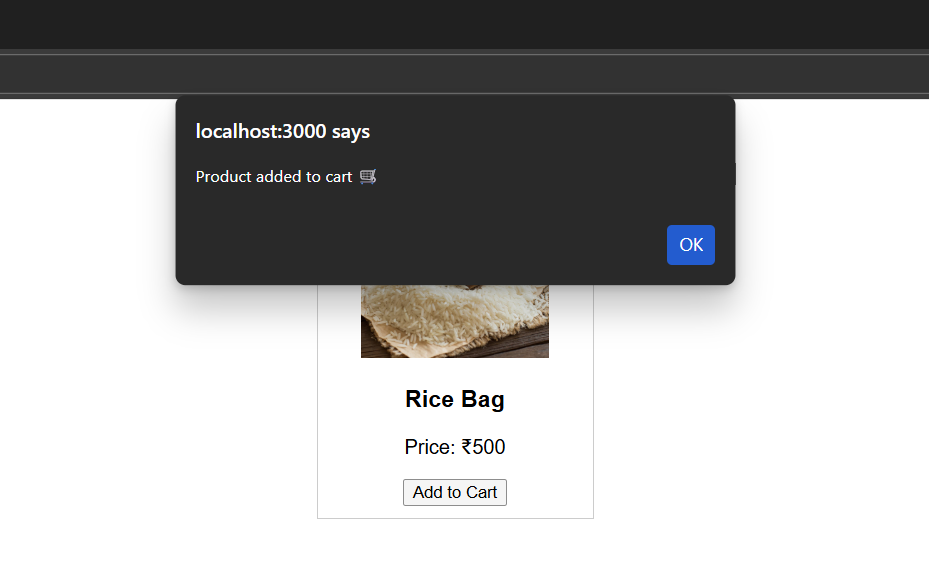 localhost:3000 says
Product added to cart 🛒
OK
Rice Bag
Price: ₹500
Add to Cart